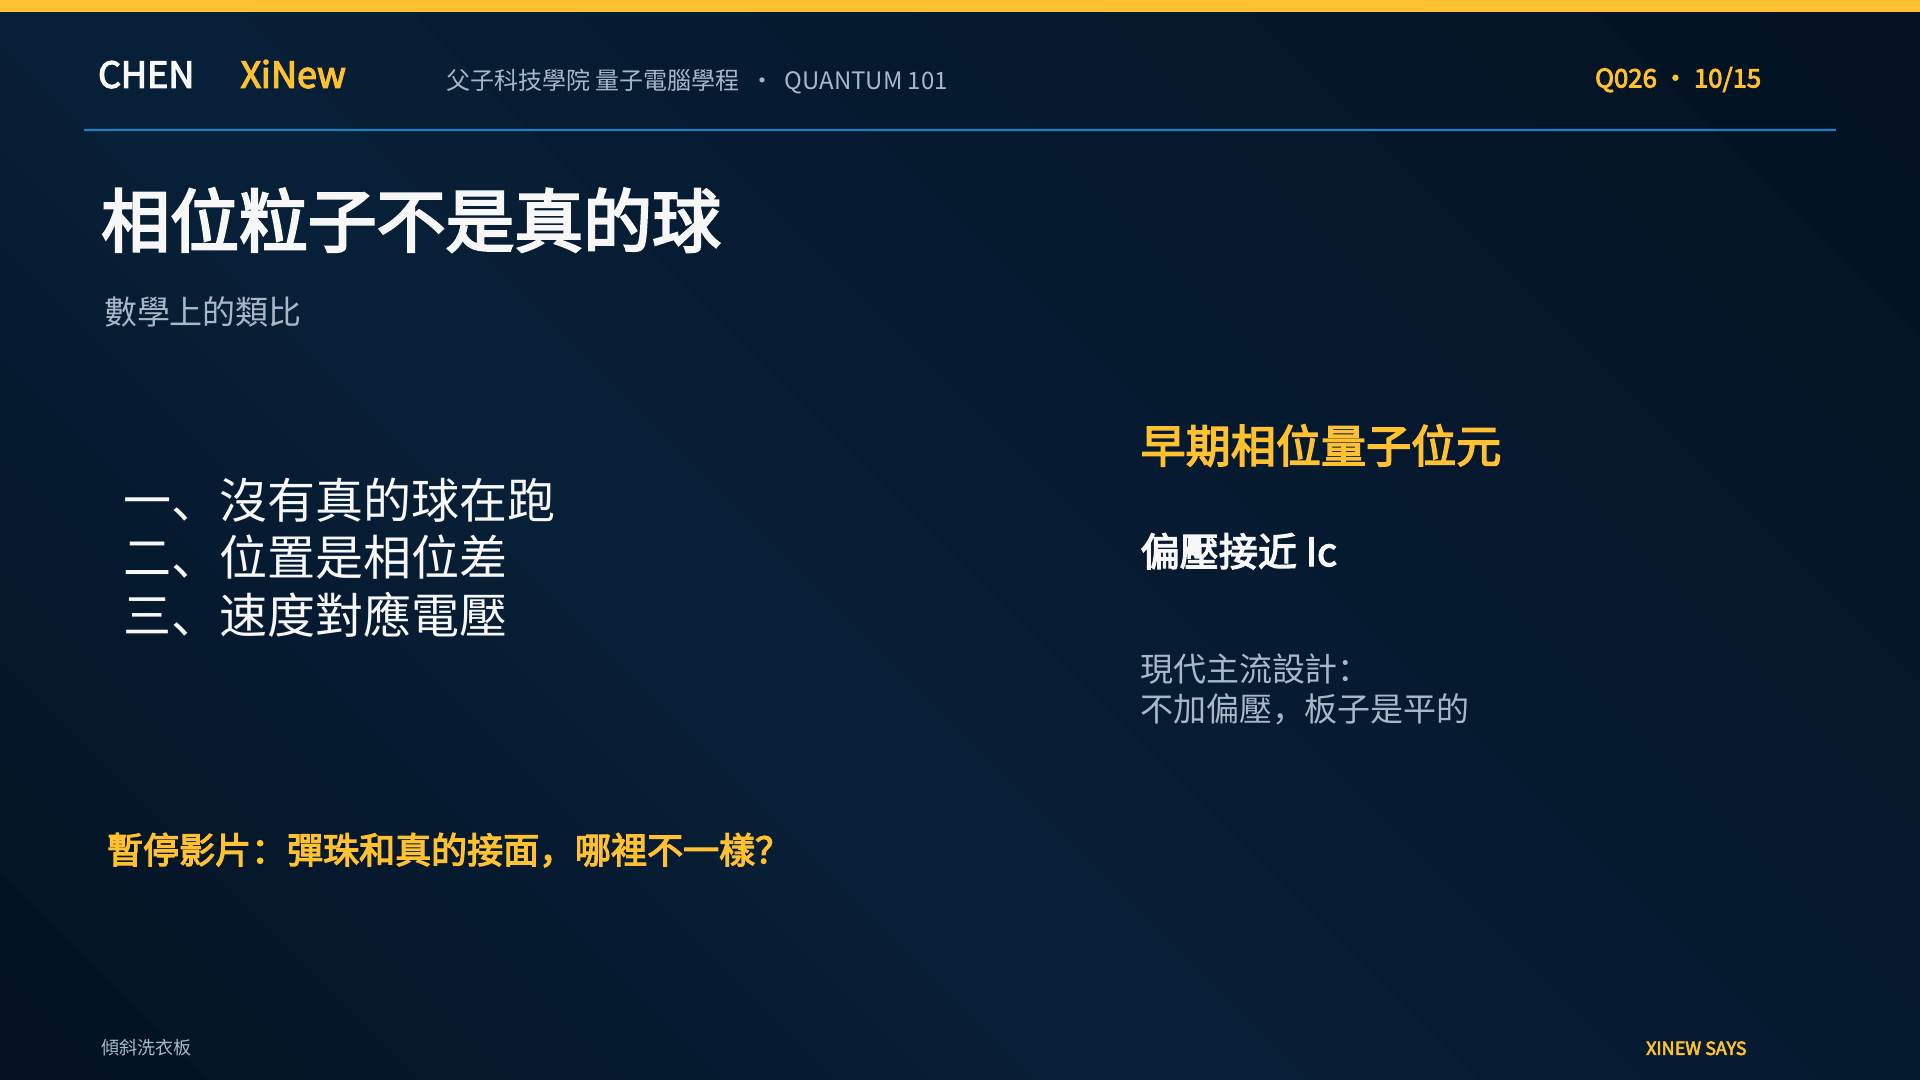 CHEN XiNew 父子科技學院 量子電腦學程 · QUANTUM 101 Q026 · 10/15
相位粒子不是真的球
數學上的類比
一、沒有真的球在跑
二、位置是相位差
三、速度對應電壓
早期相位量子位元
偏壓接近 Ic
現代主流設計：
不加偏壓，板子是平的
暫停影片：彈珠和真的接面，哪裡不一樣？
傾斜洗衣板
XINEW SAYS